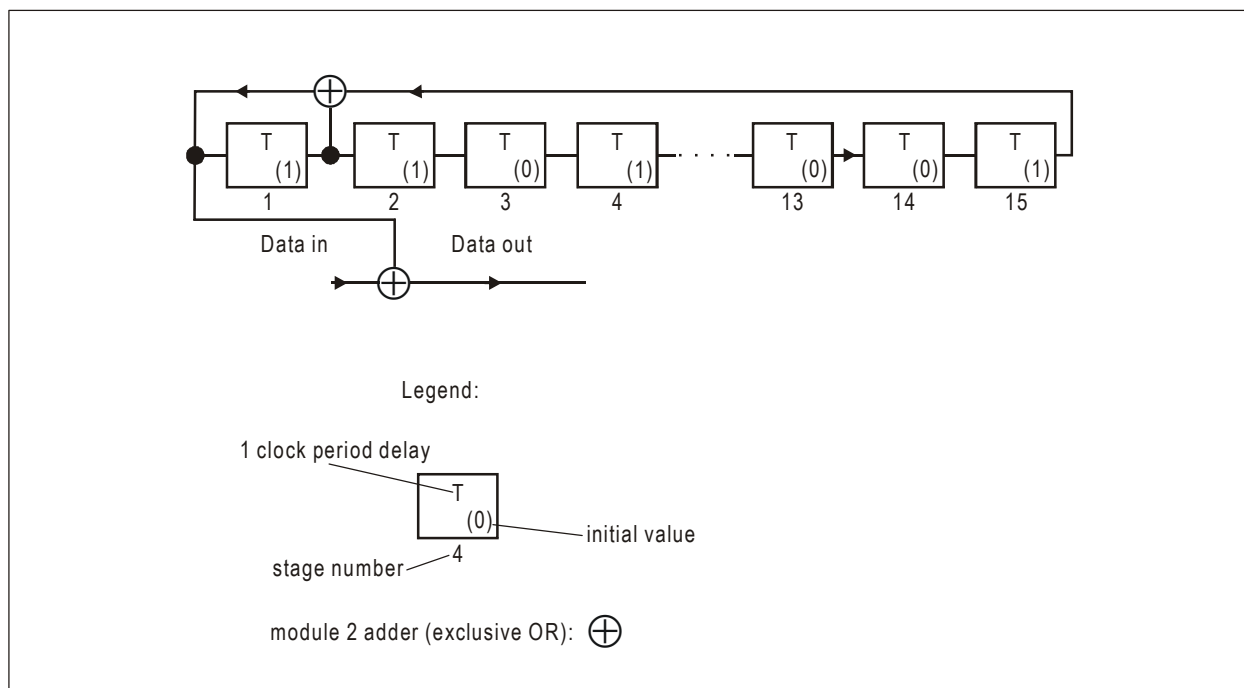 T T T T T T T
(1) (1) (0) (1) (0) (0) (1)
1 2 3 4 13 14 15
Data in Data out
Legend:
1 clock period delay
T
(0)
initial value
4
stage number
module 2 adder (exclusive OR):